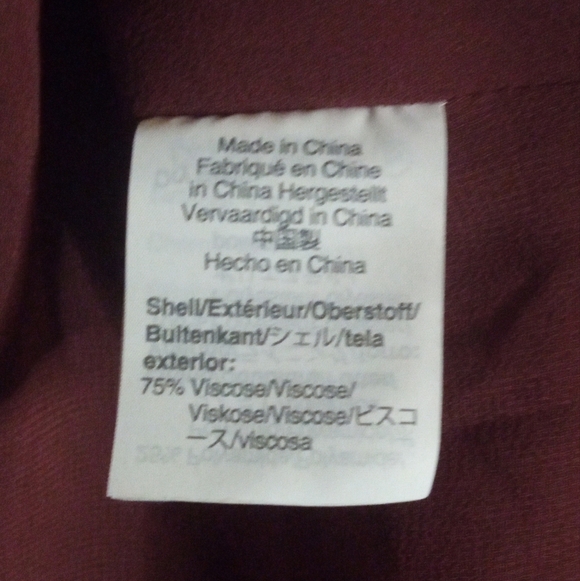 Made in China
Fabriqué en Chine
in China Hergestellt
Vervaardigd in China
中国製
Hecho en China
Shell/Extérieur/Oberstoff/
Buitenkant/シェル/tela
exterior:
75% Viscose/Viscose/
Viskose/Viscose/ビスコ
ース/viscosa